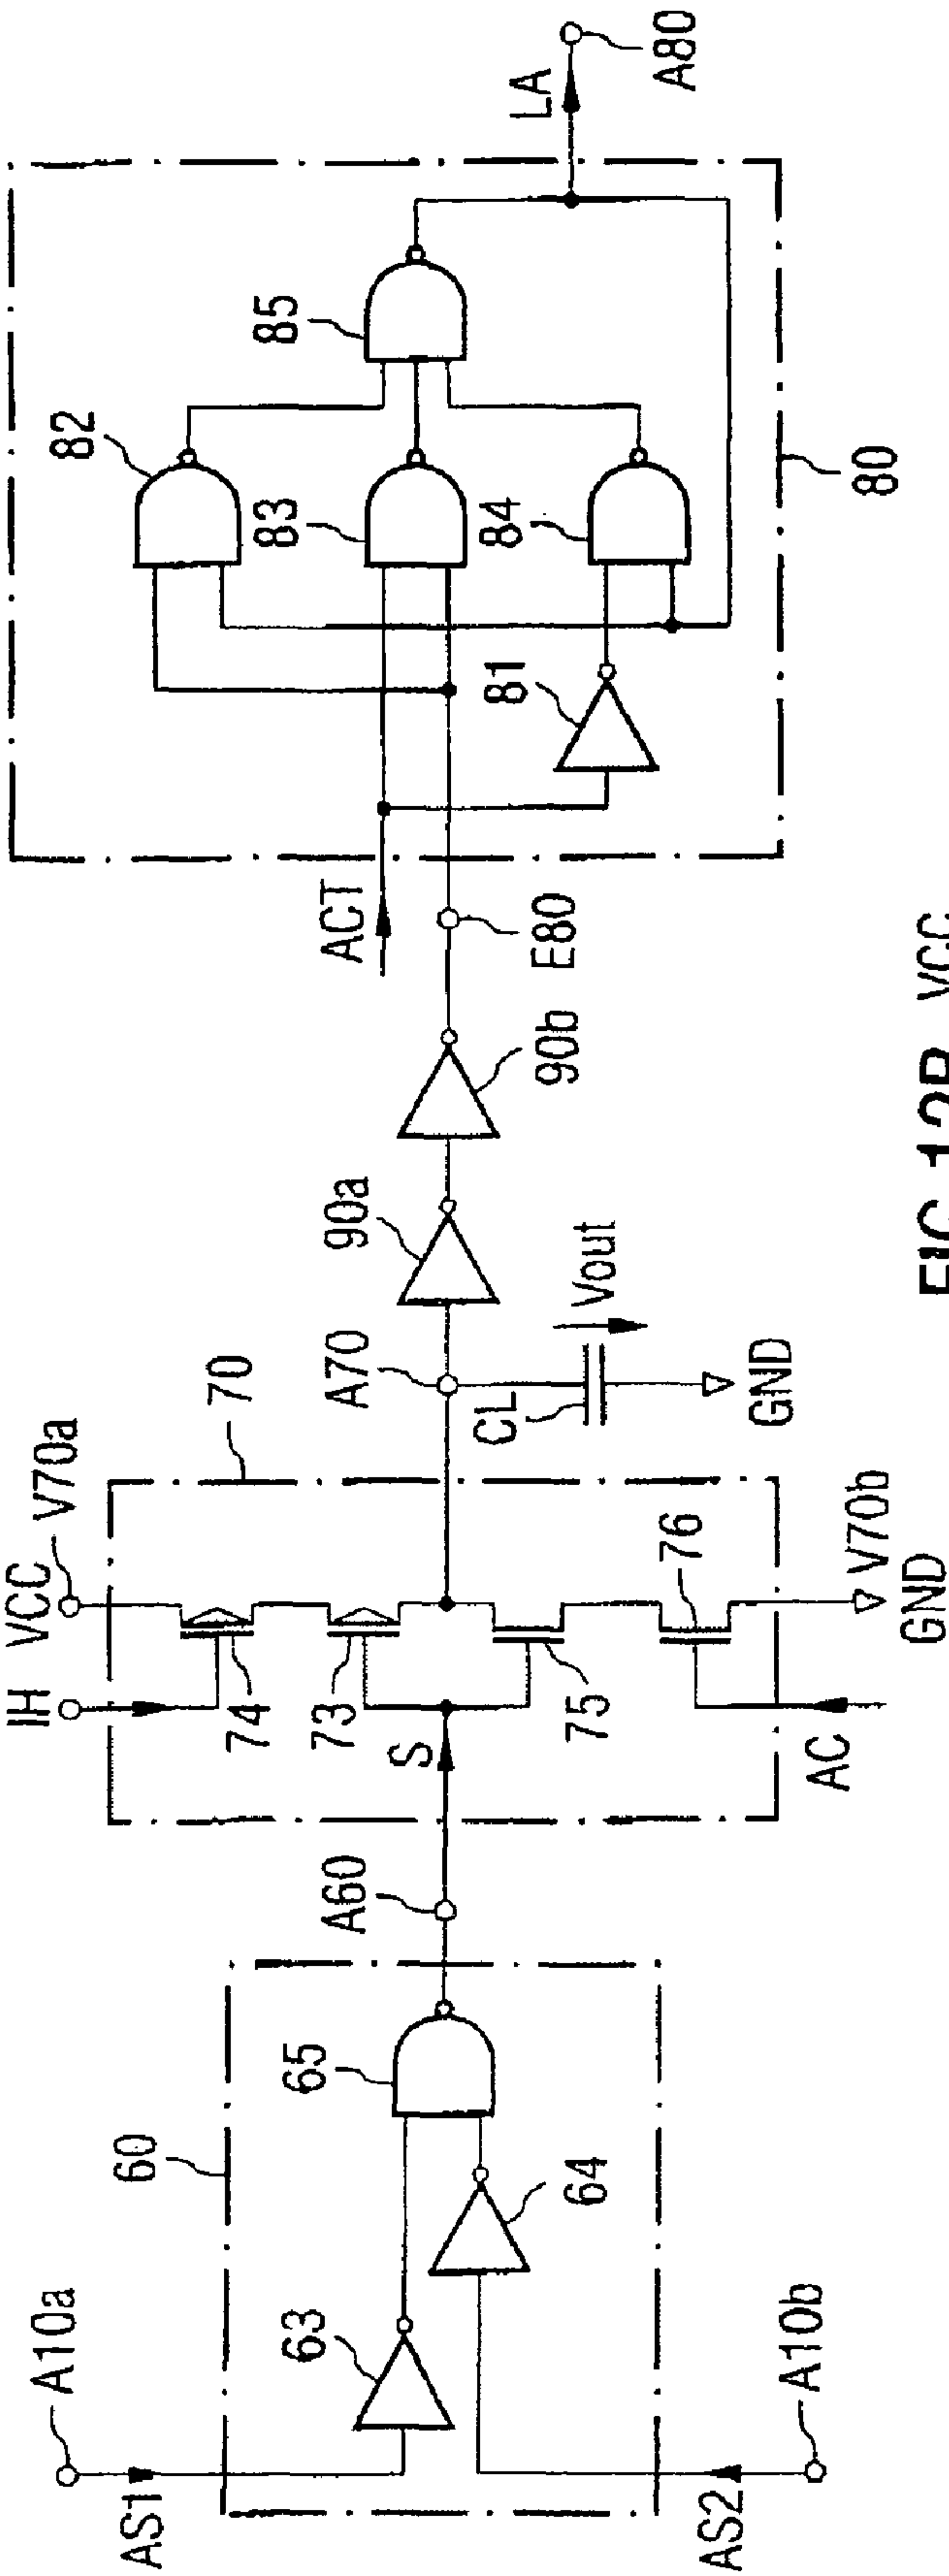 A10a
AS1
60
63
65
64
AS2
A10b
A60
S
IH
VCC
V70a
70
74
73
75
76
AC
V70b
GND
A70
CL
Vout
GND
90a
90b
E80
ACT
81
82
83
84
85
80
LA
A80
VCC